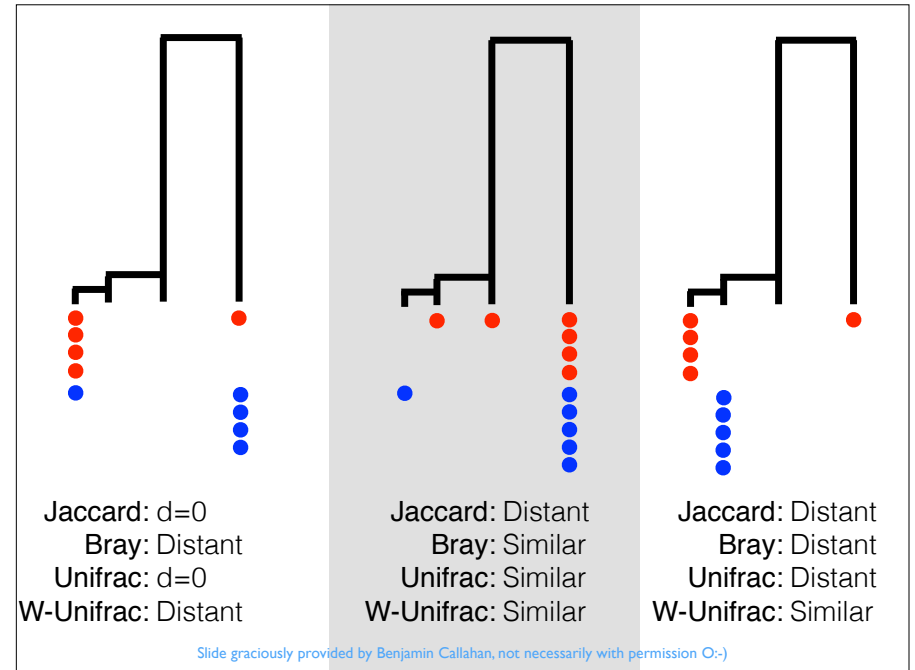 Jaccard: d=0
Bray: Distant
Unifrac: d=0
W-Unifrac: Distant
Jaccard: Distant
Bray: Similar
Unifrac: Similar
W-Unifrac: Similar
Jaccard: Distant
Bray: Distant
Unifrac: Distant
W-Unifrac: Similar
Slide graciously provided by Benjamin Callahan, not necessarily with permission O:-)